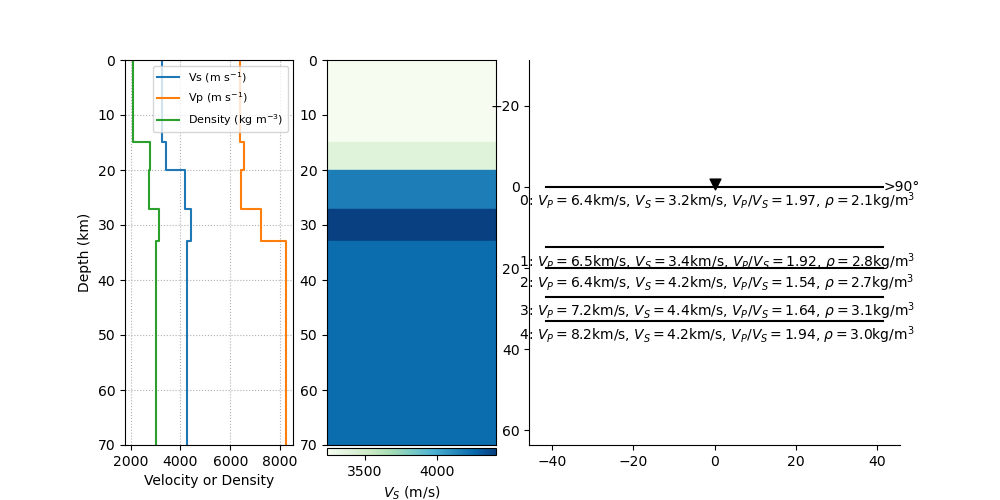 0
10
20
30
40
50
60
70
Depth (km)
2000 4000 6000 8000
Velocity or Density
Vs (m s⁻¹)
Vp (m s⁻¹)
Density (kg m⁻³)
0
10
20
30
40
50
60
70
3500 4000
V_S (m/s)
−20
0
20
40
60
−40 −20 0 20 40
>90°
0: V_P = 6.4km/s, V_S = 3.2km/s, V_P/V_S = 1.97, ρ = 2.1kg/m³
1: V_P = 6.5km/s, V_S = 3.4km/s, V_P/V_S = 1.92, ρ = 2.8kg/m³
2: V_P = 6.4km/s, V_S = 4.2km/s, V_P/V_S = 1.54, ρ = 2.7kg/m³
3: V_P = 7.2km/s, V_S = 4.4km/s, V_P/V_S = 1.64, ρ = 3.1kg/m³
4: V_P = 8.2km/s, V_S = 4.2km/s, V_P/V_S = 1.94, ρ = 3.0kg/m³